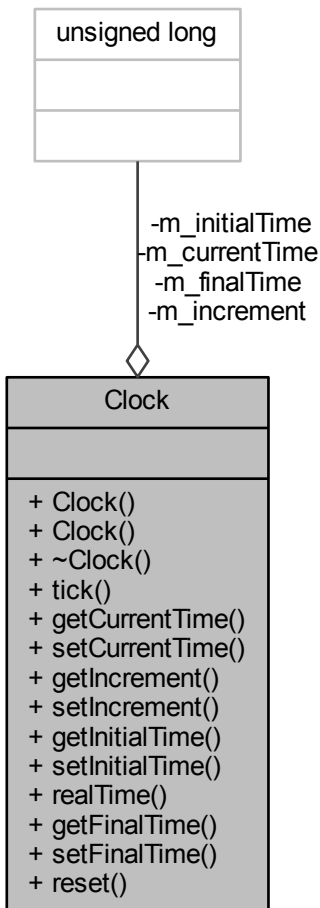 unsigned long
-m_initialTime
-m_currentTime
-m_finalTime
-m_increment
Clock
+ Clock()
+ Clock()
+ ~Clock()
+ tick()
+ getCurrentTime()
+ setCurrentTime()
+ getIncrement()
+ setIncrement()
+ getInitialTime()
+ setInitialTime()
+ realTime()
+ getFinalTime()
+ setFinalTime()
+ reset()